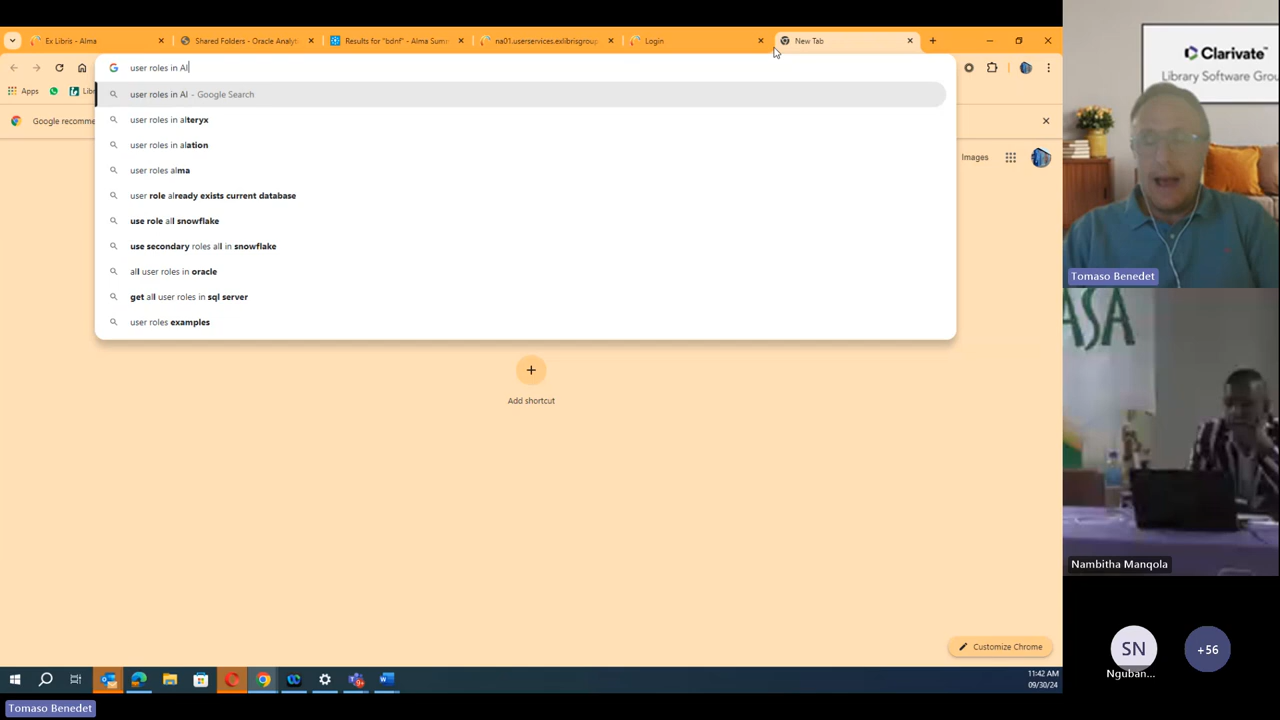 Ex Libris - Alma
Shared Folders - Oracle Analyt
Results for "bdnf" - Alma Summ
na01.userservices.exlibrisgroup
Login
New Tab
user roles in Al
Apps
Google recomme
user roles in Al - Google Search
user roles in alteryx
user roles in alation
user roles alma
user role already exists current database
use role all snowflake
use secondary roles all in snowflake
all user roles in oracle
get all user roles in sql server
user roles examples
Images
Add shortcut
Customize Chrome
11:42 AM
09/30/24
Tomaso Benedet
Clarivate™
Library Software Grou
Tomaso Benedet
ASA
Nambitha Manqola
SN
Nguban...
+56